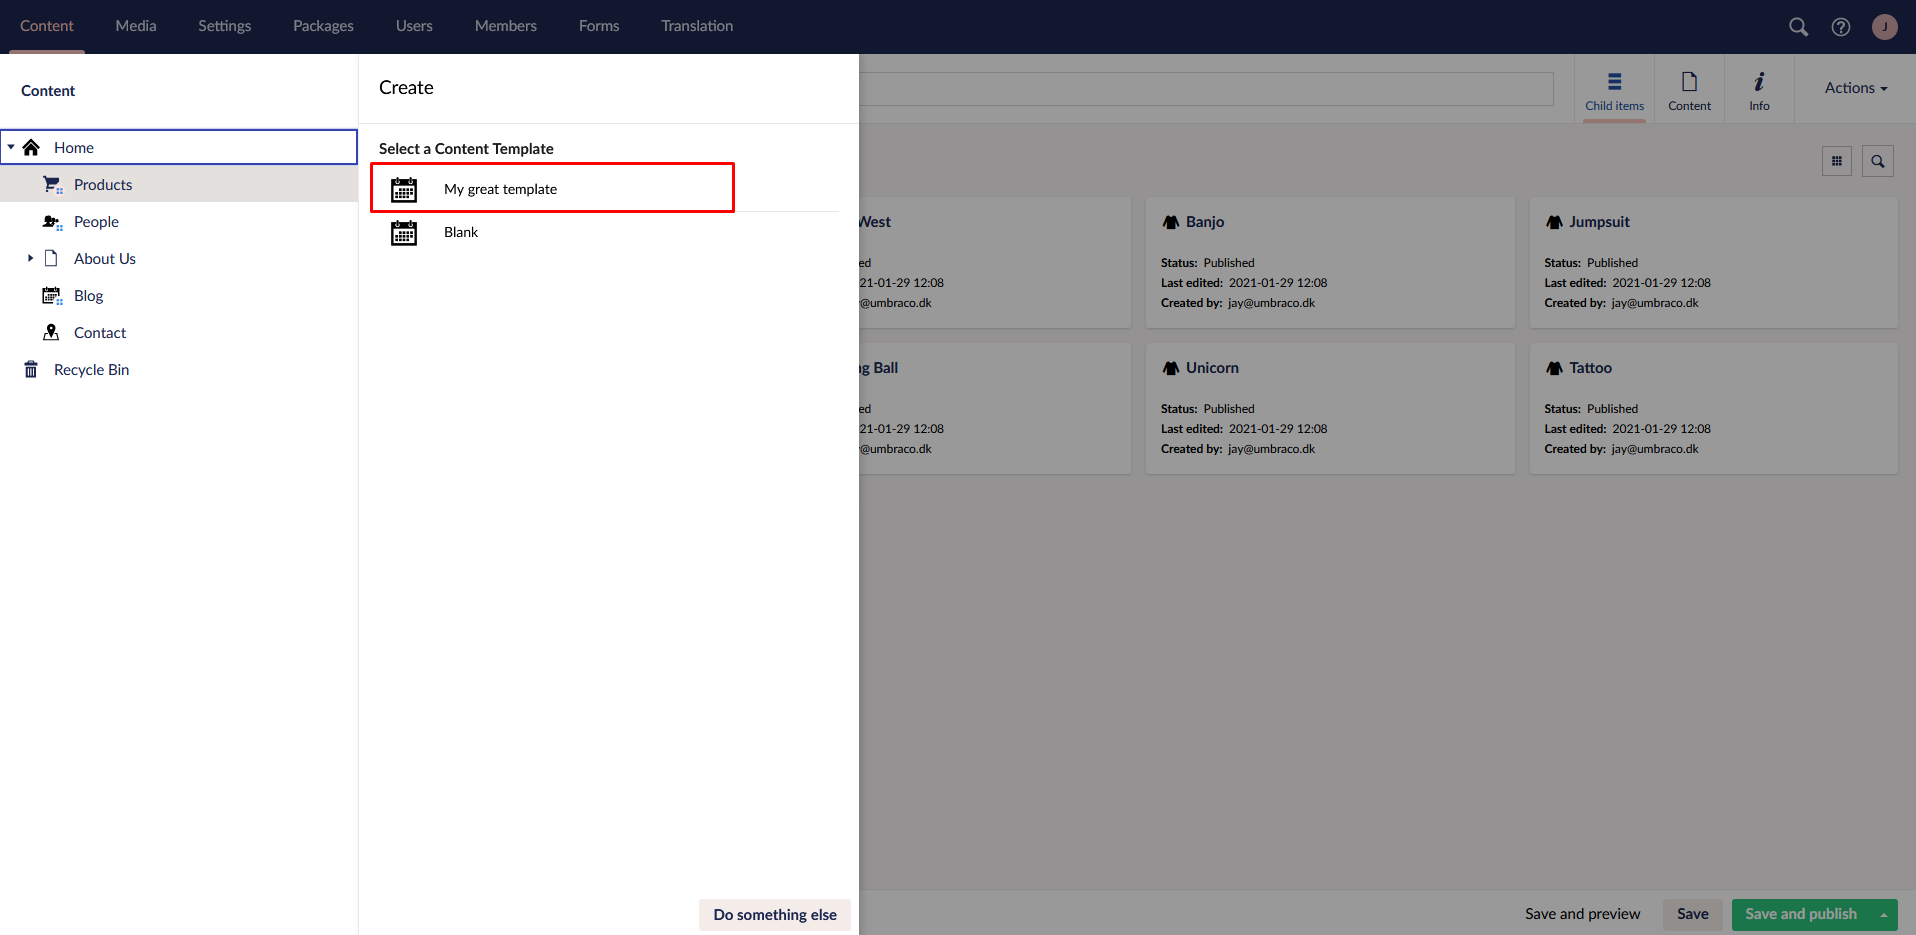 Content Media Settings Packages Users Members Forms Translation J
Content
Home
Products
People
About Us
Blog
Contact
Recycle Bin
Create
Select a Content Template
My great template
Blank
Do something else
Child items Content Info Actions
West Banjo Jumpsuit
ed Status: Published Status: Published
21-01-29 12:08 Last edited: 2021-01-29 12:08 Last edited: 2021-01-29 12:08
@umbraco.dk Created by: jay@umbraco.dk Created by: jay@umbraco.dk
g Ball Unicorn Tattoo
ed Status: Published Status: Published
21-01-29 12:08 Last edited: 2021-01-29 12:08 Last edited: 2021-01-29 12:08
@umbraco.dk Created by: jay@umbraco.dk Created by: jay@umbraco.dk
Save and preview Save Save and publish